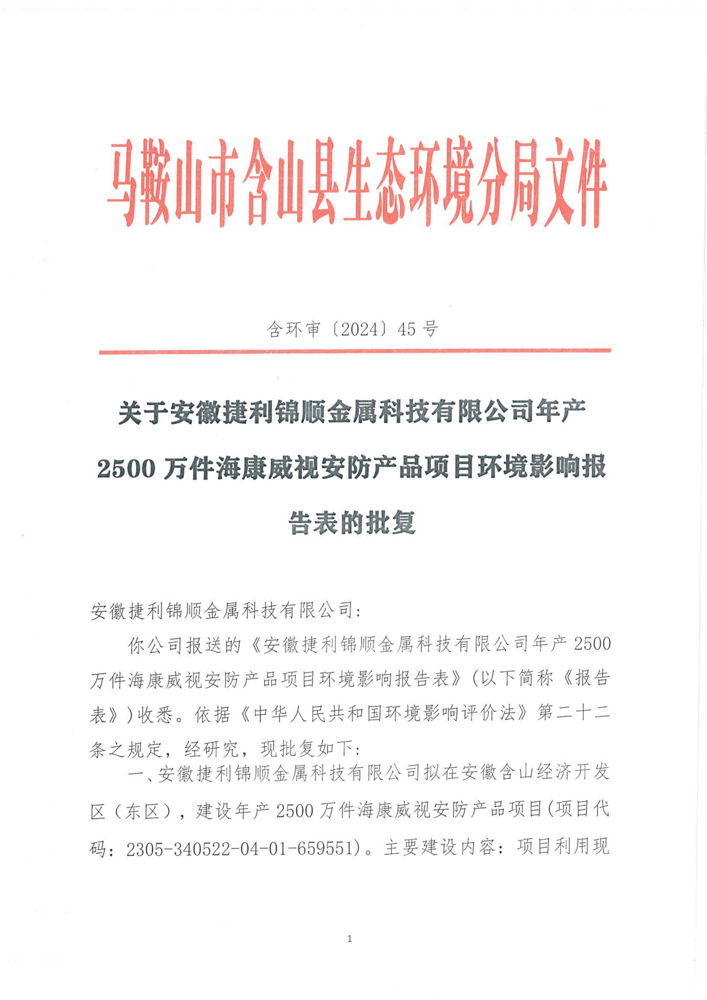 马鞍山市含山县生态环境分局文件
含环审〔2024〕45号
关于安徽捷利锦顺金属科技有限公司年产
2500 万件海康威视安防产品项目环境影响报
告表的批复
安徽捷利锦顺金属科技有限公司:
你公司报送的《安徽捷利锦顺金属科技有限公司年产 2500
万件海康威视安防产品项目环境影响报告表》(以下简称《报告
表》)收悉。依据《中华人民共和国环境影响评价法》第二十二
条之规定，经研究，现批复如下:
一、安徽捷利锦顺金属科技有限公司拟在安徽含山经济开发
区（东区），建设年产 2500 万件海康威视安防产品项目(项目代
码：2305-340522-04-01-659551)。主要建设内容：项目利用现
1